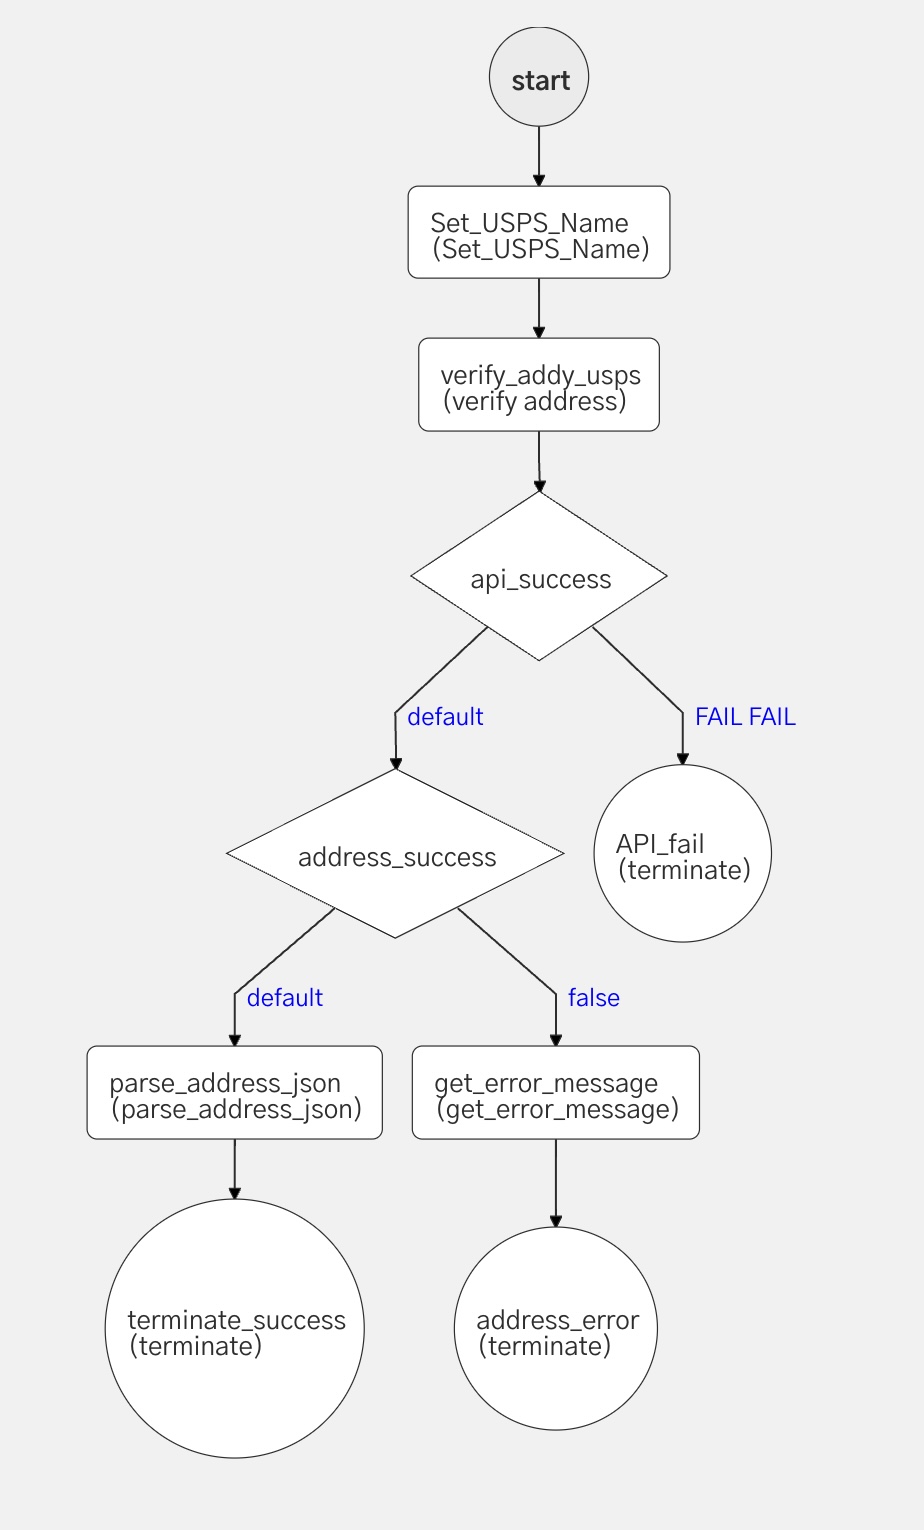 start
Set_USPS_Name
(Set_USPS_Name)
verify_addy_usps
(verify address)
api_success
default
FAIL FAIL
address_success
API_fail
(terminate)
default
false
parse_address_json
(parse_address_json)
get_error_message
(get_error_message)
terminate_success
(terminate)
address_error
(terminate)